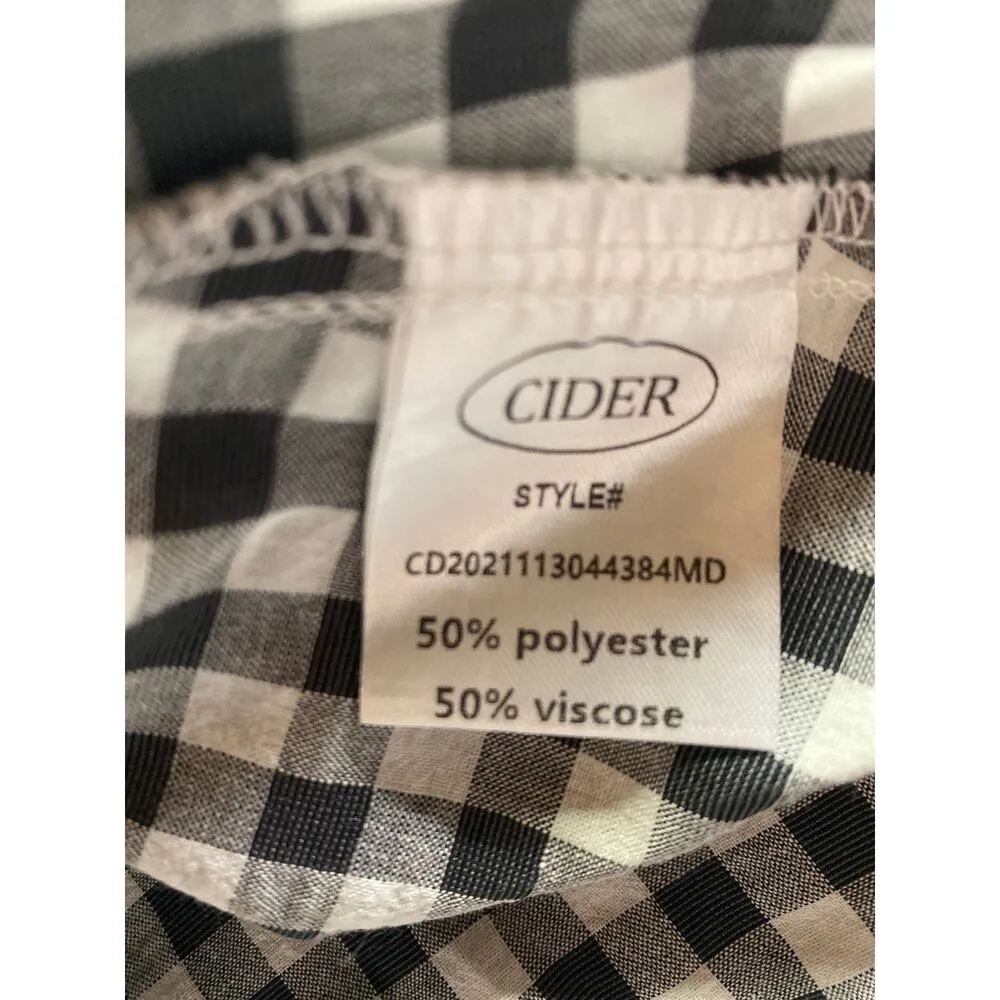 CIDER
STYLE#
CD2021113044384MD
50% polyester
50% viscose